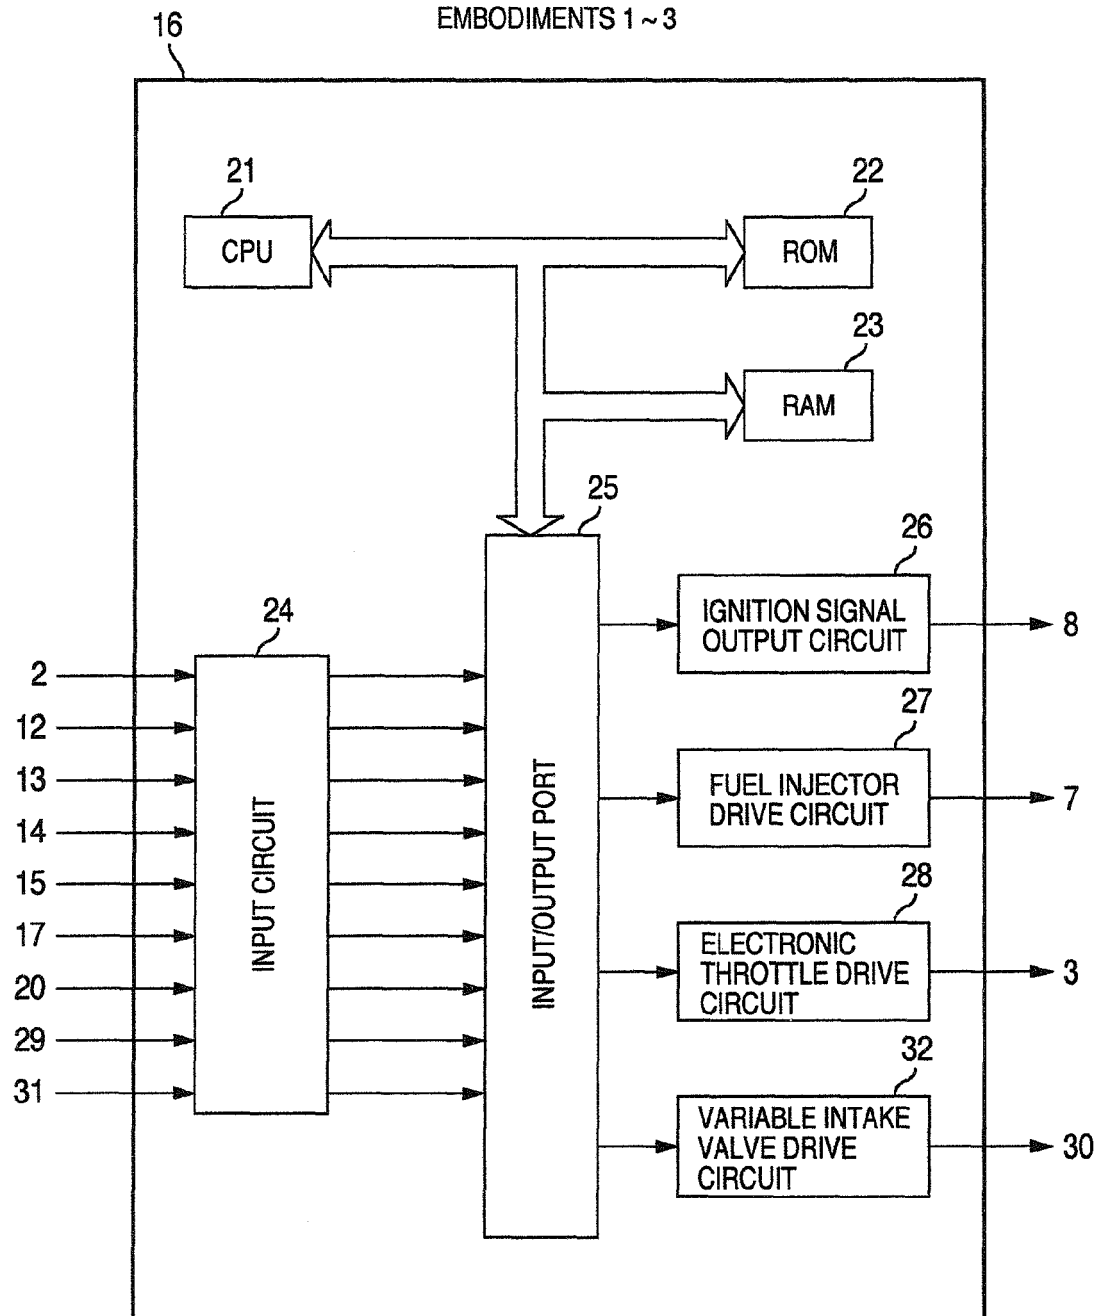 EMBODIMENTS 1 ~ 3
16
21
22
CPU
ROM
23
RAM
25
26
IGNITION SIGNAL
OUTPUT CIRCUIT
8
24
2
12
13
14
15
17
20
29
31
INPUT CIRCUIT
INPUT/OUTPUT PORT
27
FUEL INJECTOR
DRIVE CIRCUIT
7
28
ELECTRONIC
THROTTLE DRIVE
CIRCUIT
3
32
VARIABLE INTAKE
VALVE DRIVE
CIRCUIT
30